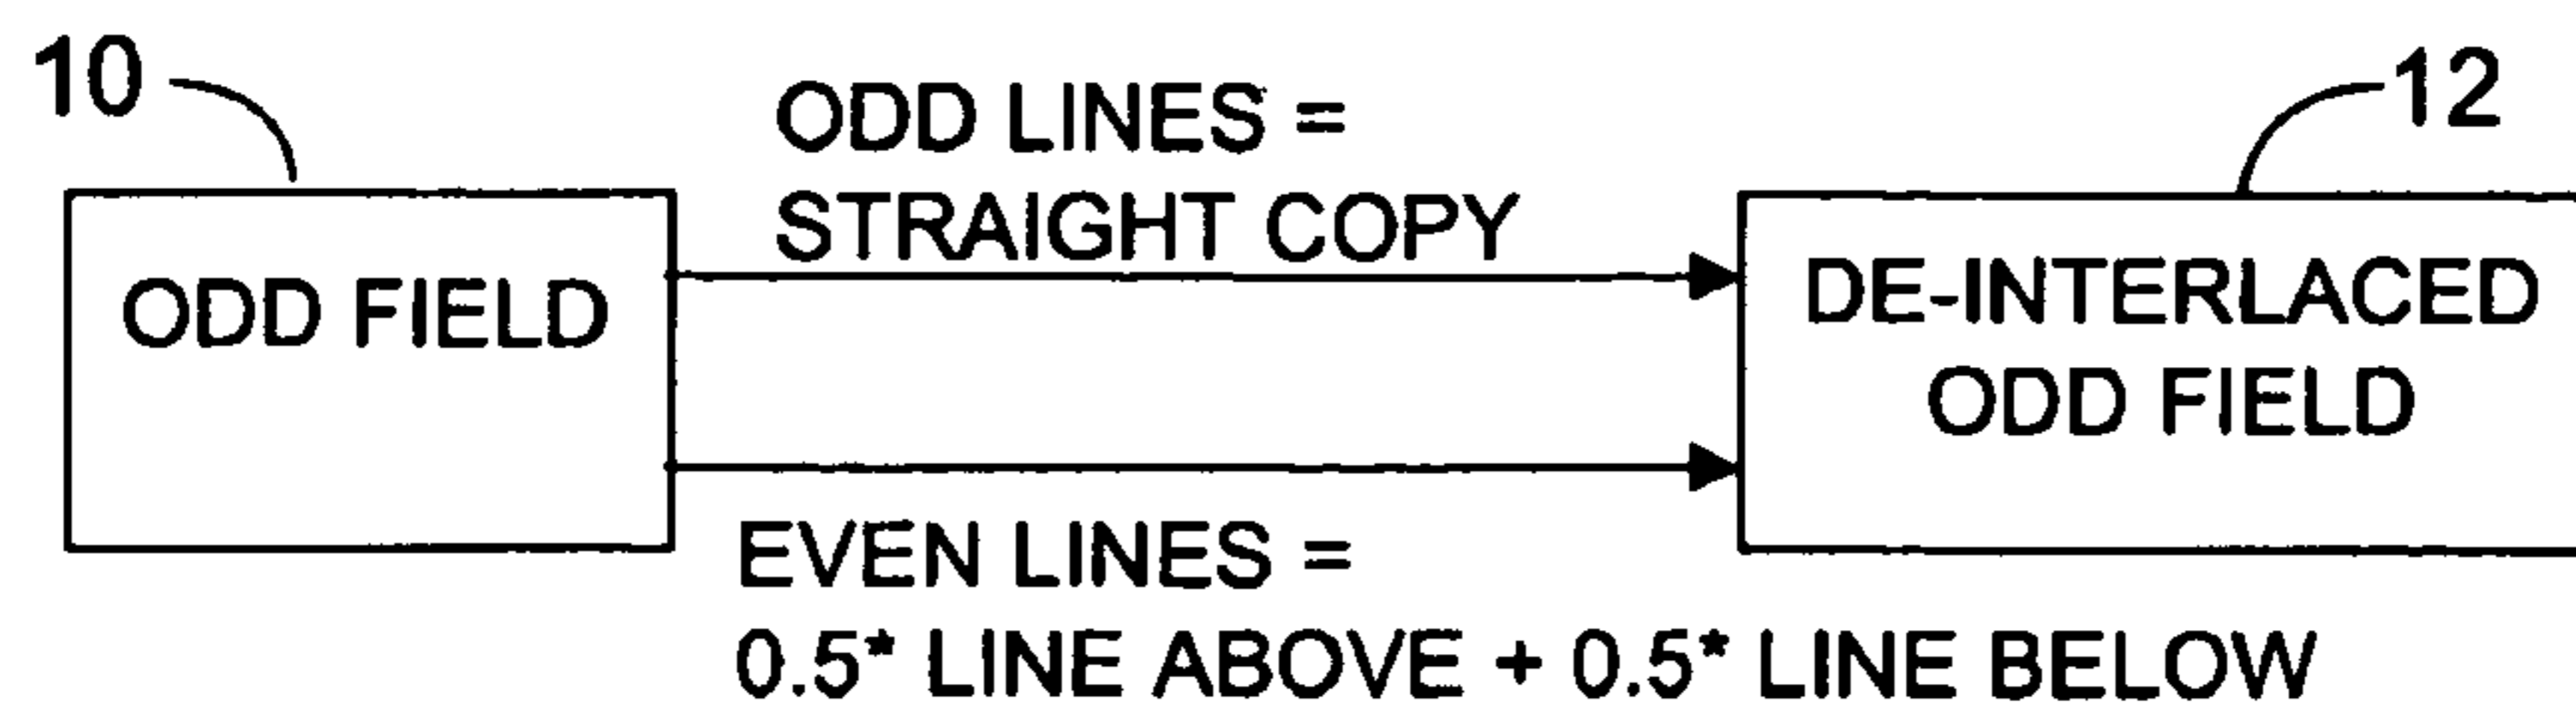 10
ODD LINES =
STRAIGHT COPY
12
ODD FIELD
DE-INTERLACED
ODD FIELD
EVEN LINES =
0.5* LINE ABOVE + 0.5* LINE BELOW